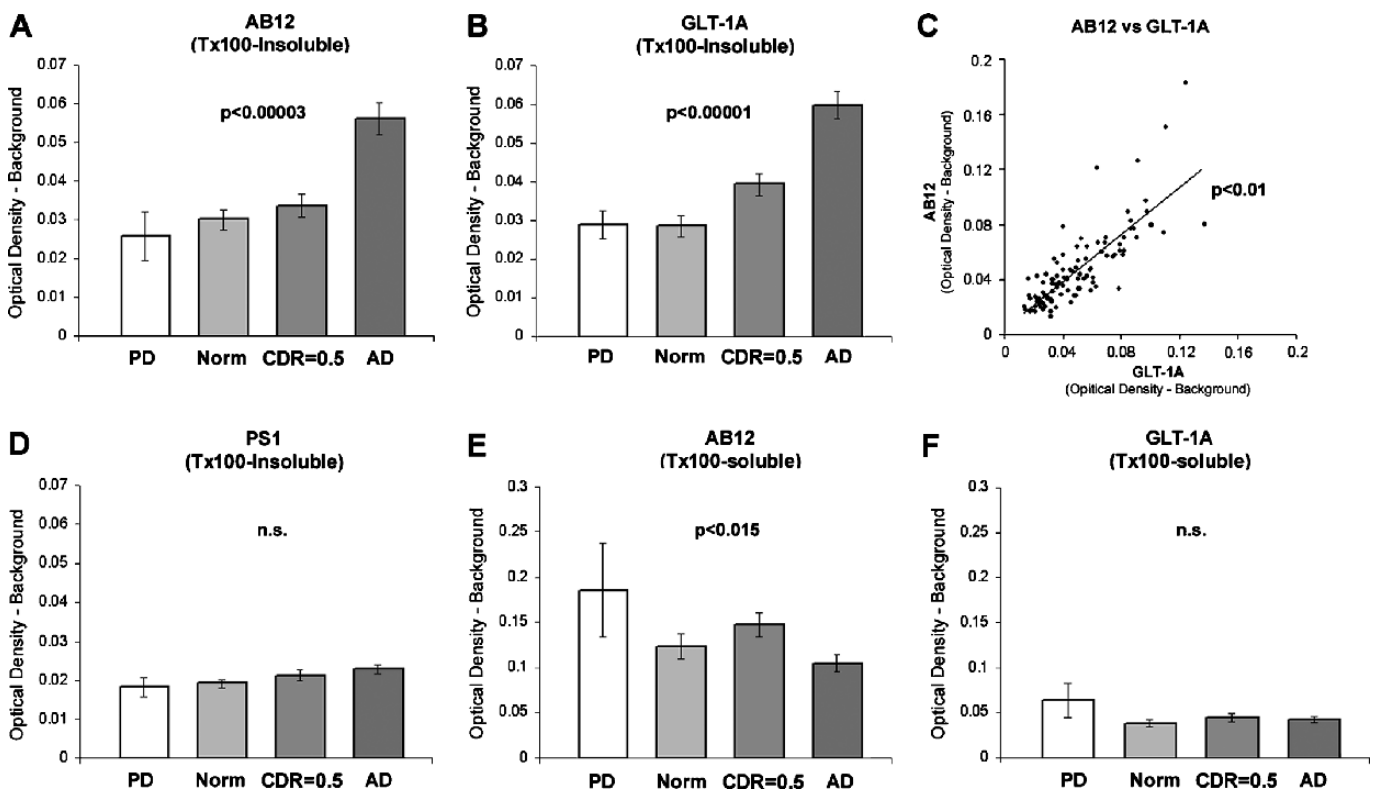 A
AB12
(Tx100-Insoluble)
Optical Density - Background
0.07
0.06
0.05
0.04
0.03
0.02
0.01
0
p<0.00003
PD Norm CDR=0.5 AD
B
GLT-1A
(Tx100-Insoluble)
Optical Density - Background
0.07
0.06
0.05
0.04
0.03
0.02
0.01
0
p<0.00001
PD Norm CDR=0.5 AD
C
AB12 vs GLT-1A
AB12
(Optical Density - Background)
0.2
0.16
0.12
0.08
0.04
0
p<0.01
0 0.04 0.08 0.12 0.16 0.2
GLT-1A
(Opitical Density - Background)
D
PS1
(Tx100-Insoluble)
Optical Density - Background
0.07
0.06
0.05
0.04
0.03
0.02
0.01
0
n.s.
PD Norm CDR=0.5 AD
E
AB12
(Tx100-soluble)
Optical Density - Background
0.3
0.25
0.2
0.15
0.1
0.05
0
p<0.015
PD Norm CDR=0.5 AD
F
GLT-1A
(Tx100-soluble)
Optical Density - Background
0.3
0.25
0.2
0.15
0.1
0.05
0
n.s.
PD Norm CDR=0.5 AD